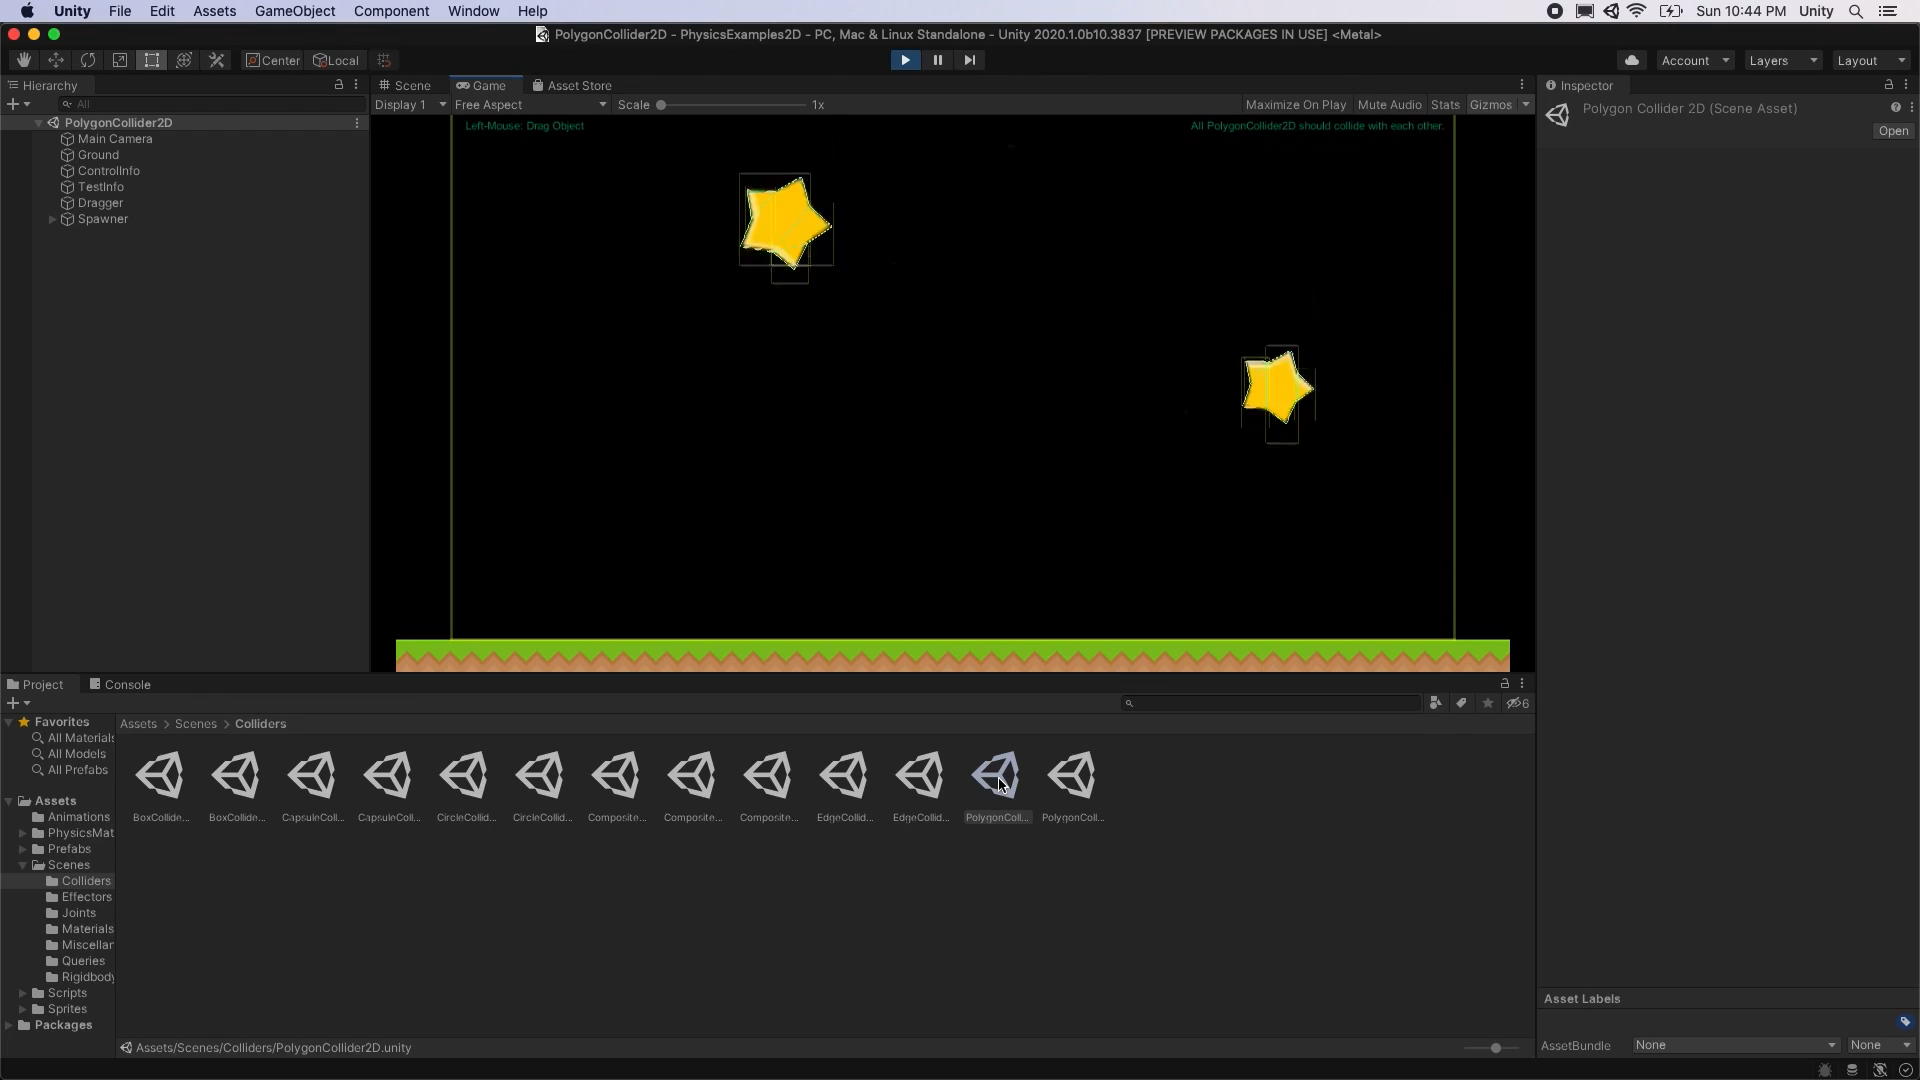 Unity File Edit Assets GameObject Component Window Help
Sun 10:44 PM Unity
PolygonCollider2D - PhysicsExamples2D - PC, Mac & Linux Standalone - Unity 2020.1.0b10.3837 [PREVIEW PACKAGES IN USE] <Metal>
Center Local
Account Layers Layout
Hierarchy
Scene Game Asset Store
Inspector
All
Display 1 Free Aspect Scale 1x
Maximize On Play Mute Audio Stats Gizmos
Polygon Collider 2D (Scene Asset)
Open
PolygonCollider2D
Main Camera
Ground
ControlInfo
TestInfo
Dragger
Spawner
Left-Mouse: Drag Object
All PolygonCollider2D should collide with each other.
Project Console
6
Favorites
All Materials
All Models
All Prefabs
Assets
Animations
PhysicsMat
Prefabs
Scenes
Colliders
Effectors
Joints
Materials
Miscellar
Queries
Rigidbody
Scripts
Sprites
Packages
Assets > Scenes > Colliders
BoxCollide... BoxCollide... CapsuleColl... CapsuleColl... CircleCollid... CircleCollid... Composite... Composite... Composite... EdgeCollid... EdgeCollid... PolygonColl... PolygonColl...
Assets/Scenes/Colliders/PolygonCollider2D.unity
Asset Labels
AssetBundle None None